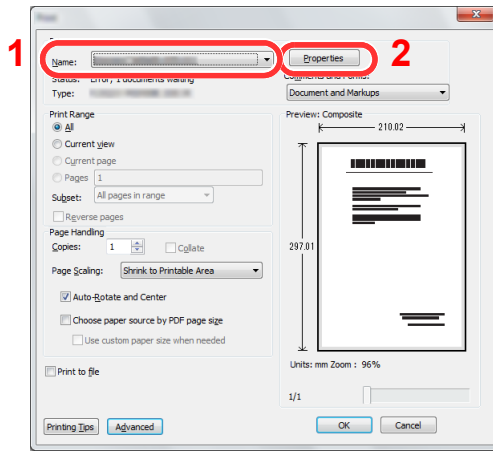 Print
1
Name:
Properties
2
Status: Error, 1 documents waiting
Comments and Forms:
Type:
Document and Markups
Print Range
All
Current view
Current page
Pages 1
Subset: All pages in range
Reverse pages
Page Handling
Copies: 1 Collate
Page Scaling: Shrink to Printable Area
Auto-Rotate and Center
Choose paper source by PDF page size
Use custom paper size when needed
Print to file
Preview: Composite
210.02
297.01
Units: mm Zoom : 96%
1/1
Printing Tips Advanced OK Cancel